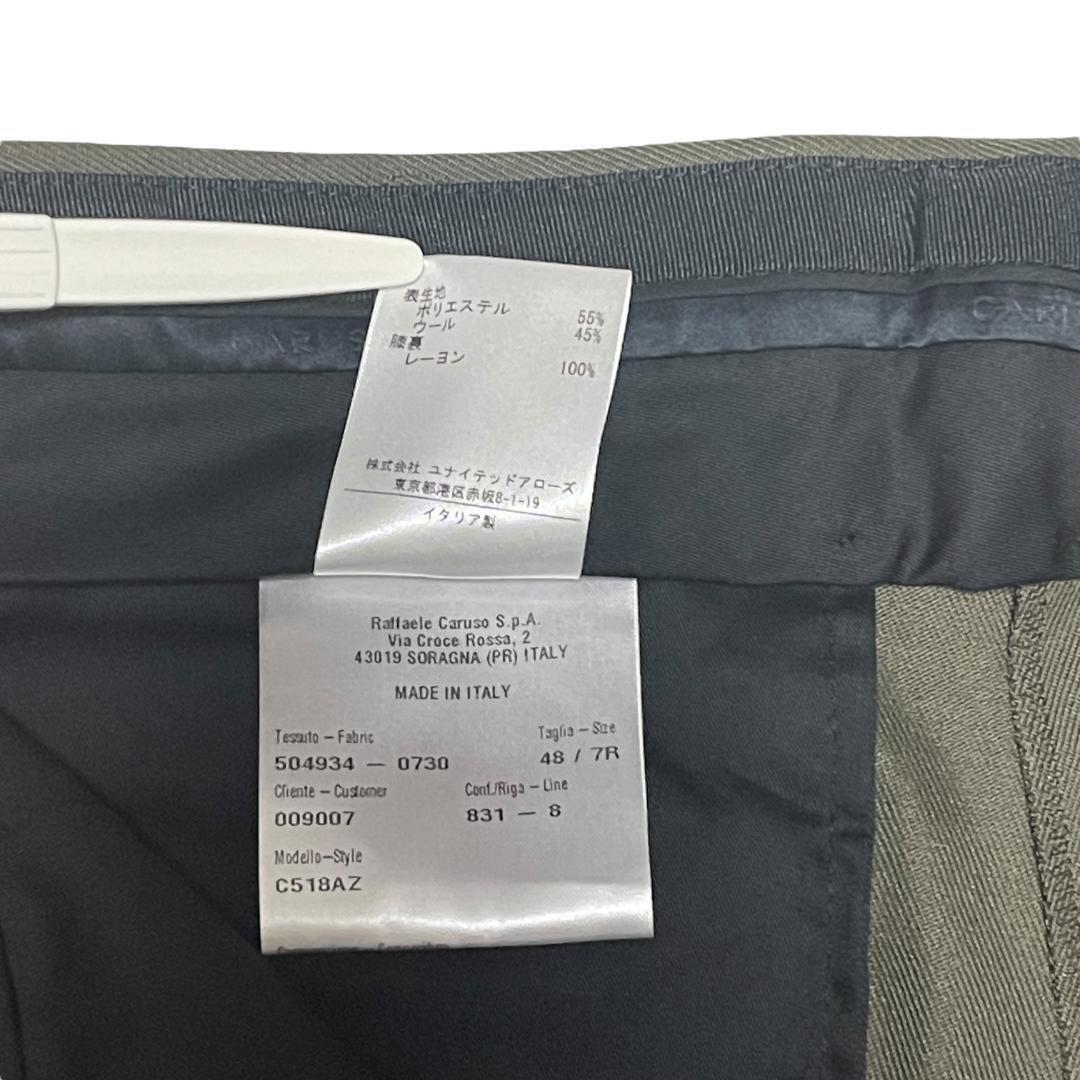 表生地
ポリエステル 55%
ウール 45%
膝裏
レーヨン 100%
株式会社 ユナイテッドアローズ
東京都港区赤坂8-1-19
イタリア製
Raffaele Caruso S.p.A.
Via Croce Rossa, 2
43019 SORAGNA (PR) ITALY
MADE IN ITALY
Tessuto — Fabric Taglia — Size
504934 — 0730 48 / 7R
Cliente — Customer Conf./Riga — Line
009007 831 — 8
Modello—Style
C518AZ